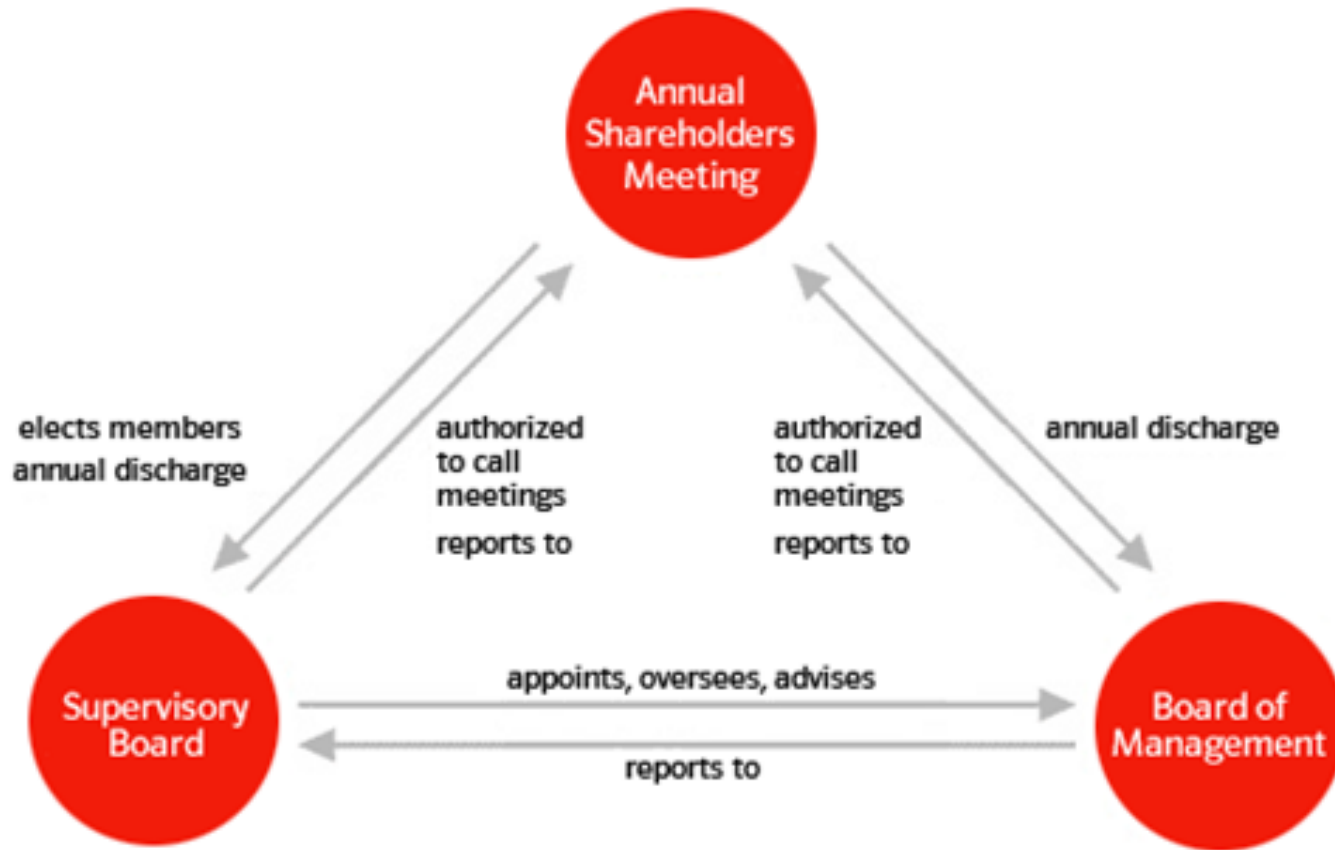 Annual
Shareholders
Meeting
elects members
annual discharge
authorized
to call
meetings
reports to
authorized
to call
meetings
reports to
annual discharge
Supervisory
Board
appoints, oversees, advises
reports to
Board of
Management